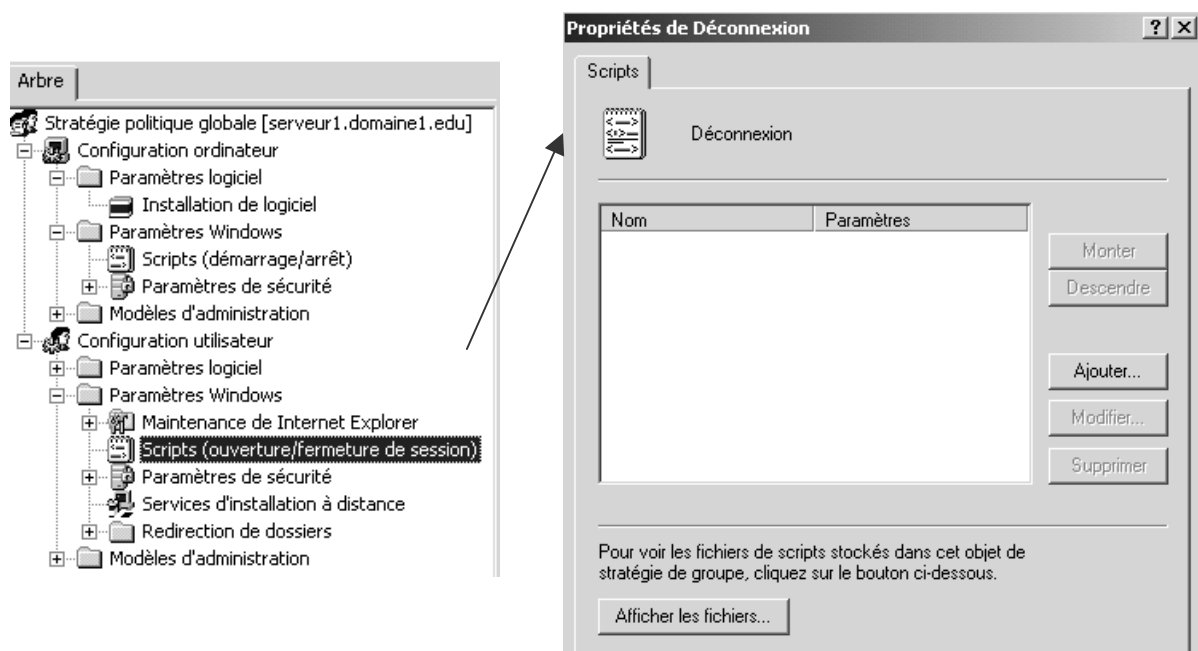 Arbre
Stratégie politique globale [serveur1.domaine1.edu]
Configuration ordinateur
Paramètres logiciel
Installation de logiciel
Paramètres Windows
Scripts (démarrage/arrêt)
Paramètres de sécurité
Modèles d'administration
Configuration utilisateur
Paramètres logiciel
Paramètres Windows
Maintenance de Internet Explorer
Scripts (ouverture/fermeture de session)
Paramètres de sécurité
Services d'installation à distance
Redirection de dossiers
Modèles d'administration
Propriétés de Déconnexion
Scripts
Déconnexion
Nom Paramètres
Monter
Descendre
Ajouter...
Modifier...
Supprimer
Pour voir les fichiers de scripts stockés dans cet objet de
stratégie de groupe, cliquez sur le bouton ci-dessous.
Afficher les fichiers...